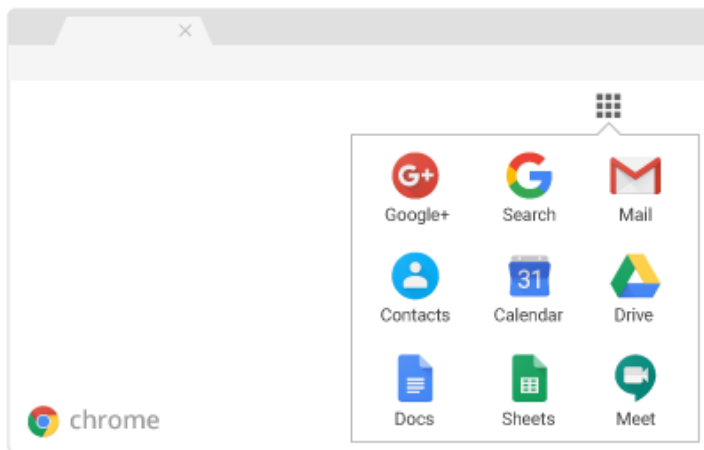 G+
Google+ Search Mail
31
Contacts Calendar Drive
Docs Sheets Meet
chrome